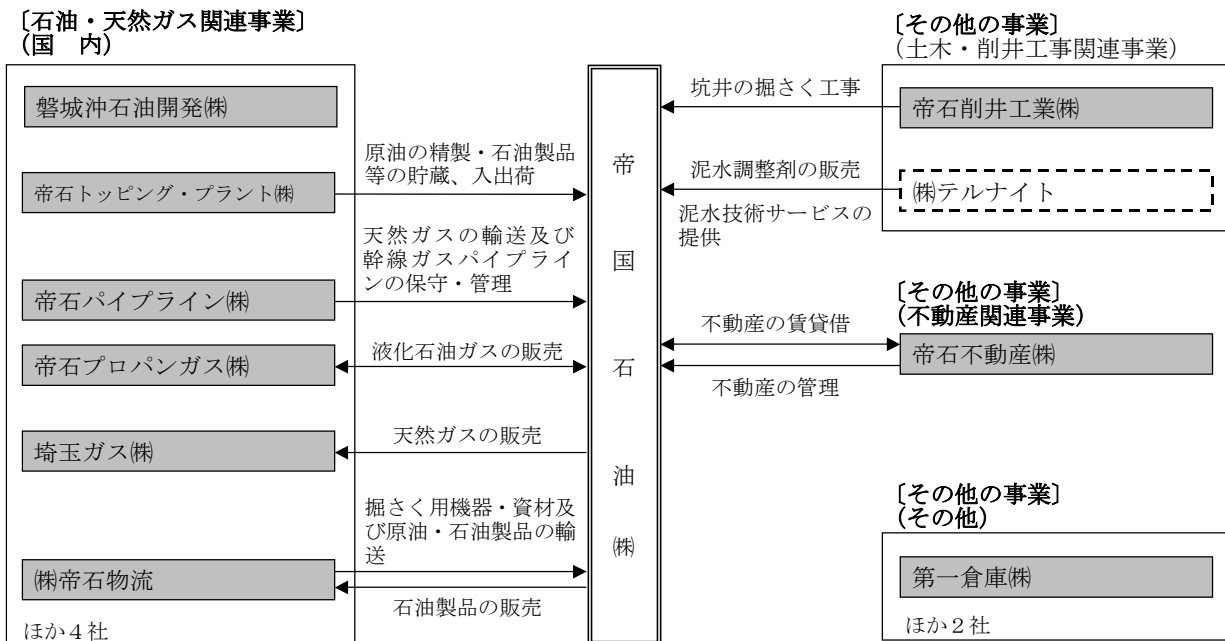 〔石油・天然ガス関連事業〕
(国　内)
磐城沖石油開発㈱
帝石トッピング・プラント㈱
帝石パイプライン㈱
帝石プロパンガス㈱
埼玉ガス㈱
㈱帝石物流
ほか４社
原油の精製・石油製品
等の貯蔵、入出荷
天然ガスの輸送及び
幹線ガスパイプライ
ンの保守・管理
液化石油ガスの販売
天然ガスの販売
掘さく用機器・資材及
び原油・石油製品の輸
送
石油製品の販売
帝
国
石
油
㈱
坑井の掘さく工事
泥水調整剤の販売
泥水技術サービスの
提供
不動産の賃貸借
不動産の管理
〔その他の事業〕
(土木・削井工事関連事業)
帝石削井工業㈱
㈱テルナイト
〔その他の事業〕
(不動産関連事業)
帝石不動産㈱
〔その他の事業〕
(その他)
第一倉庫㈱
ほか２社